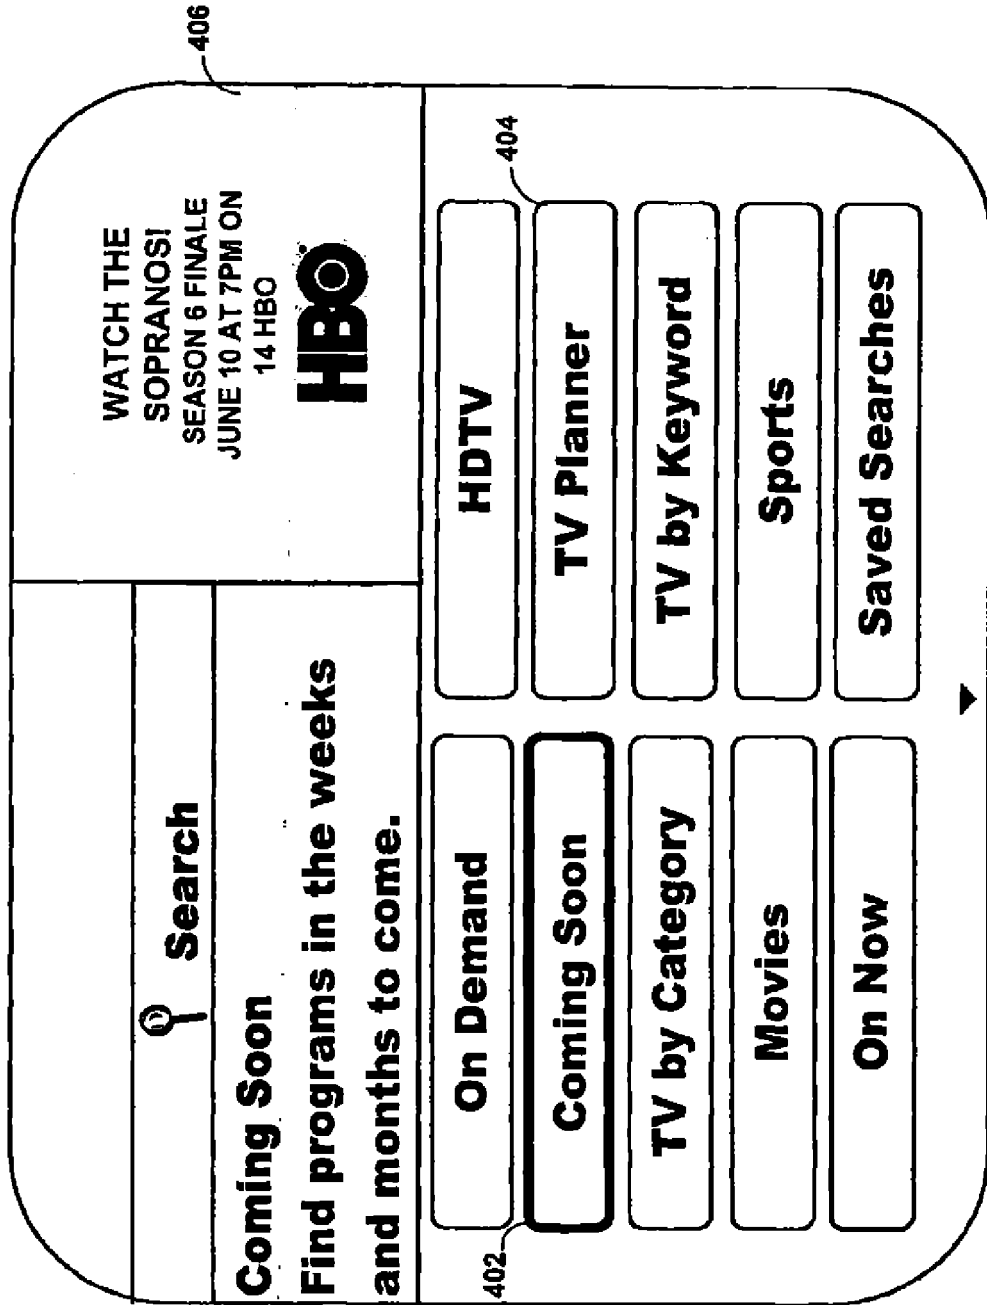 406
WATCH THE
SOPRANOS!
SEASON 6 FINALE
JUNE 10 AT 7PM ON
14 HBO
HBO
Search
Coming Soon
Find programs in the weeks
and months to come.
402
404
On Demand
HDTV
Coming Soon
TV Planner
TV by Category
TV by Keyword
Movies
Sports
On Now
Saved Searches